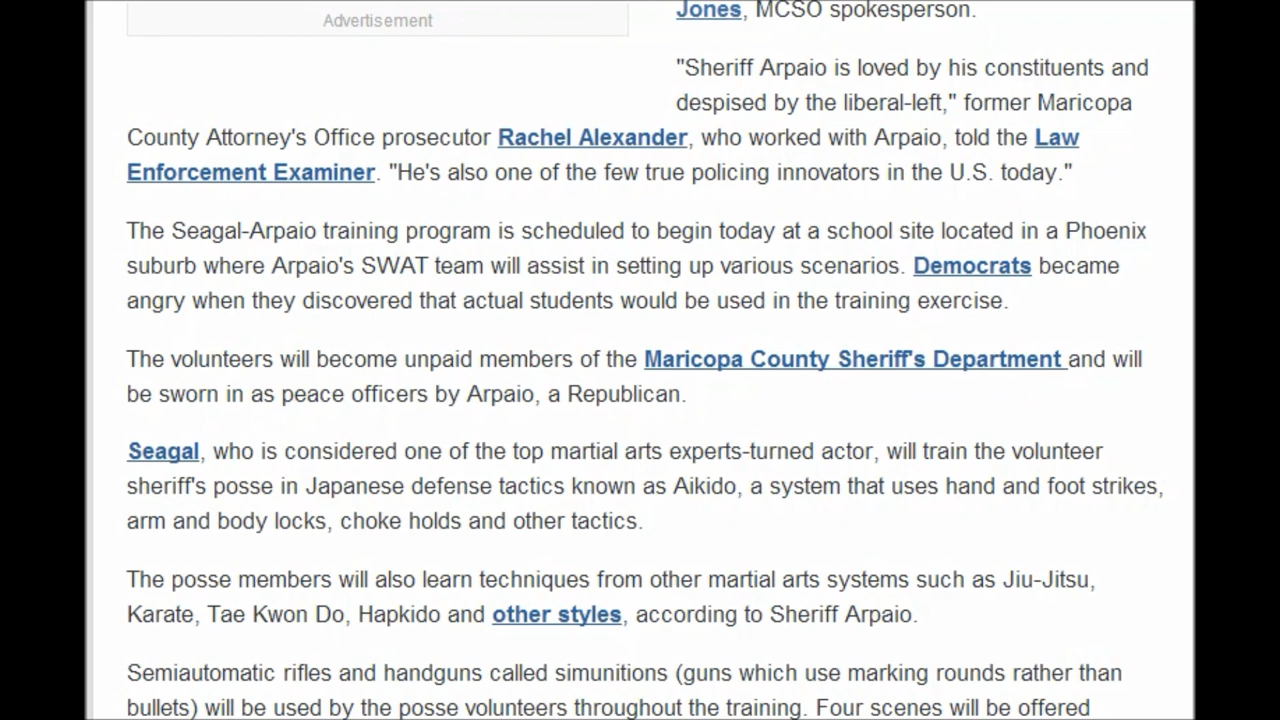 Advertisement
Jones, MCSO spokesperson.
"Sheriff Arpaio is loved by his constituents and
despised by the liberal-left," former Maricopa
County Attorney's Office prosecutor Rachel Alexander, who worked with Arpaio, told the Law
Enforcement Examiner. "He's also one of the few true policing innovators in the U.S. today."
The Seagal-Arpaio training program is scheduled to begin today at a school site located in a Phoenix
suburb where Arpaio's SWAT team will assist in setting up various scenarios. Democrats became
angry when they discovered that actual students would be used in the training exercise.
The volunteers will become unpaid members of the Maricopa County Sheriff's Department and will
be sworn in as peace officers by Arpaio, a Republican.
Seagal, who is considered one of the top martial arts experts-turned actor, will train the volunteer
sheriff's posse in Japanese defense tactics known as Aikido, a system that uses hand and foot strikes,
arm and body locks, choke holds and other tactics.
The posse members will also learn techniques from other martial arts systems such as Jiu-Jitsu,
Karate, Tae Kwon Do, Hapkido and other styles, according to Sheriff Arpaio.
Semiautomatic rifles and handguns called simunitions (guns which use marking rounds rather than
bullets) will be used by the posse volunteers throughout the training. Four scenes will be offered